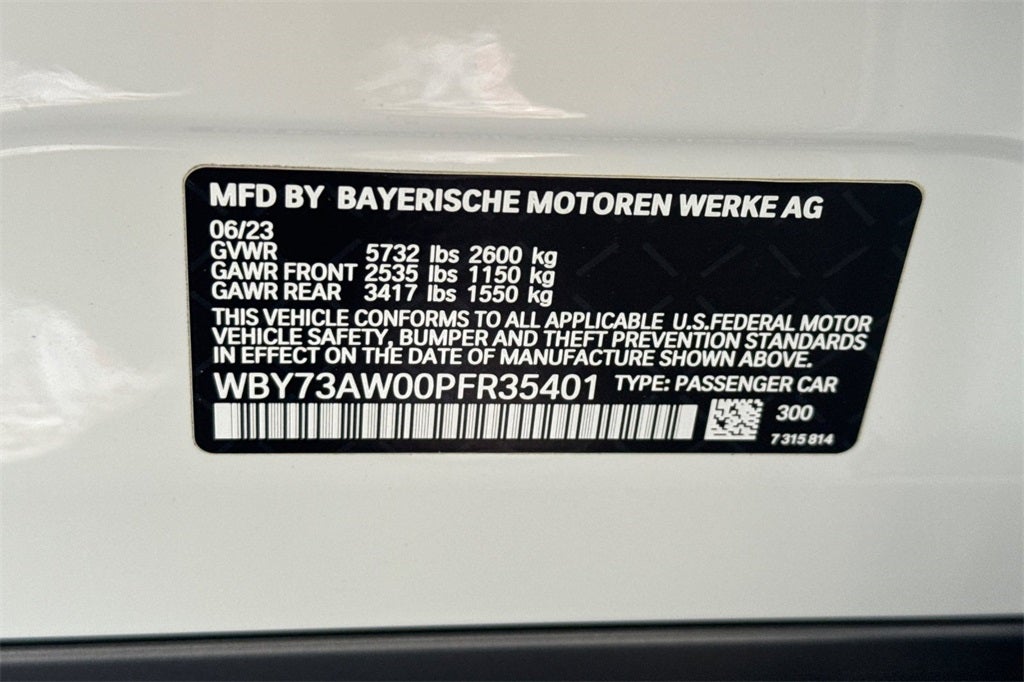 MFD BY BAYERISCHE MOTOREN WERKE AG
06/23
GVWR 5732 lbs 2600 kg
GAWR FRONT 2535 lbs 1150 kg
GAWR REAR 3417 lbs 1550 kg
THIS VEHICLE CONFORMS TO ALL APPLICABLE U.S.FEDERAL MOTOR
VEHICLE SAFETY, BUMPER AND THEFT PREVENTION STANDARDS
IN EFFECT ON THE DATE OF MANUFACTURE SHOWN ABOVE.
WBY73AW00PFR35401 TYPE: PASSENGER CAR
300
7 315 814